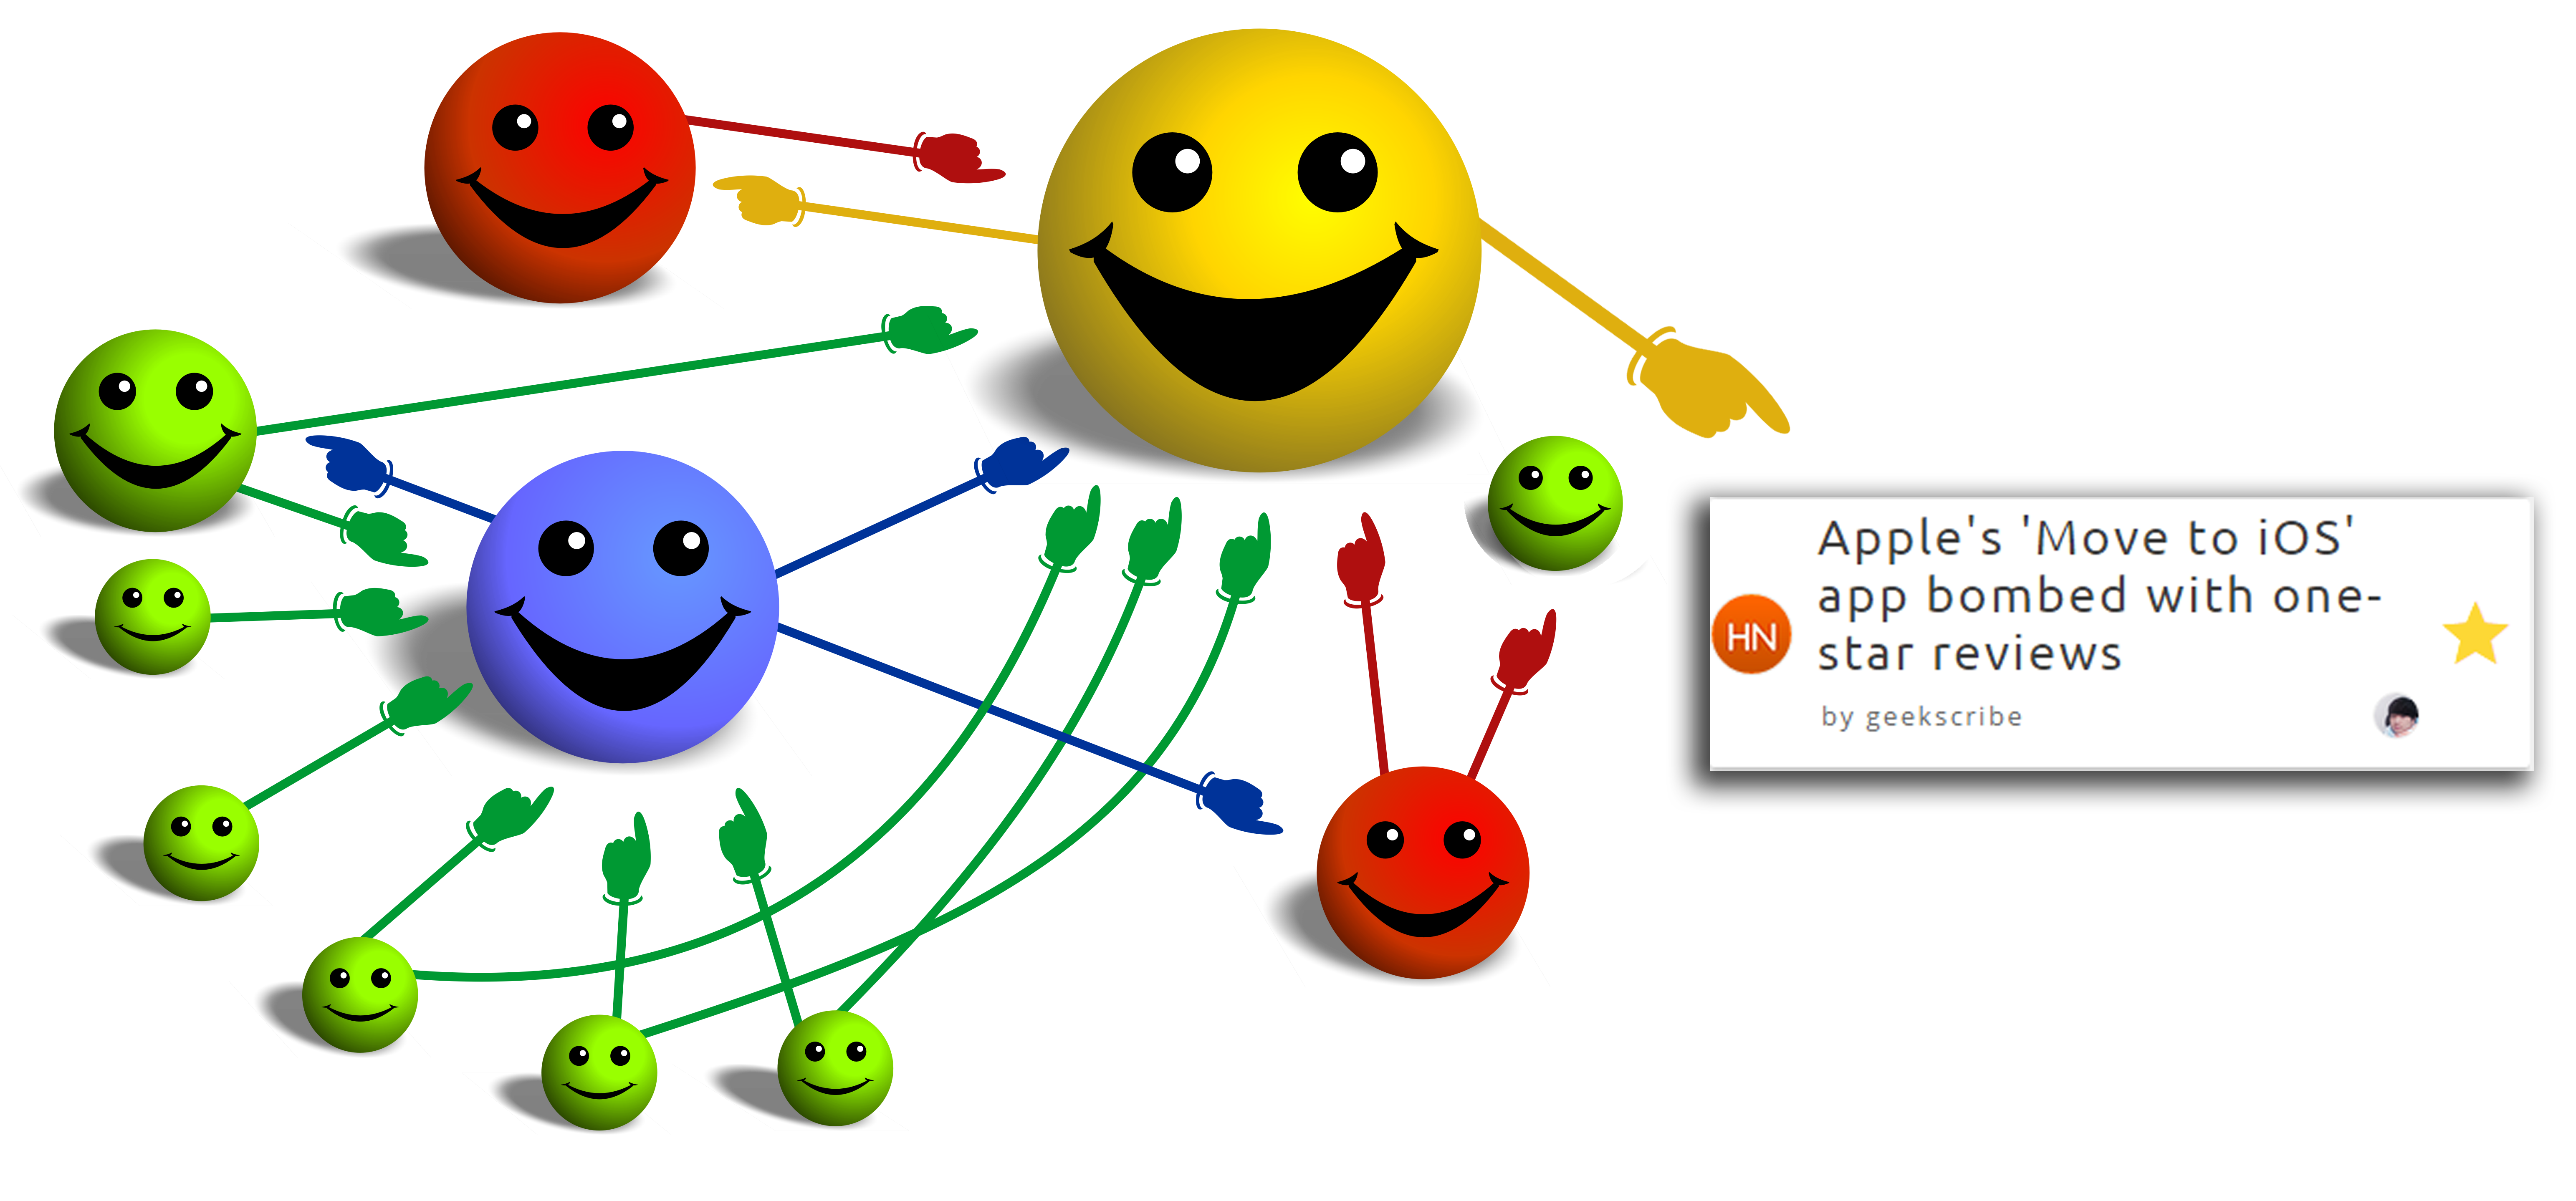 Apple's 'Move to iOS'
app bombed with one-
star reviews
HN
by geekscribe